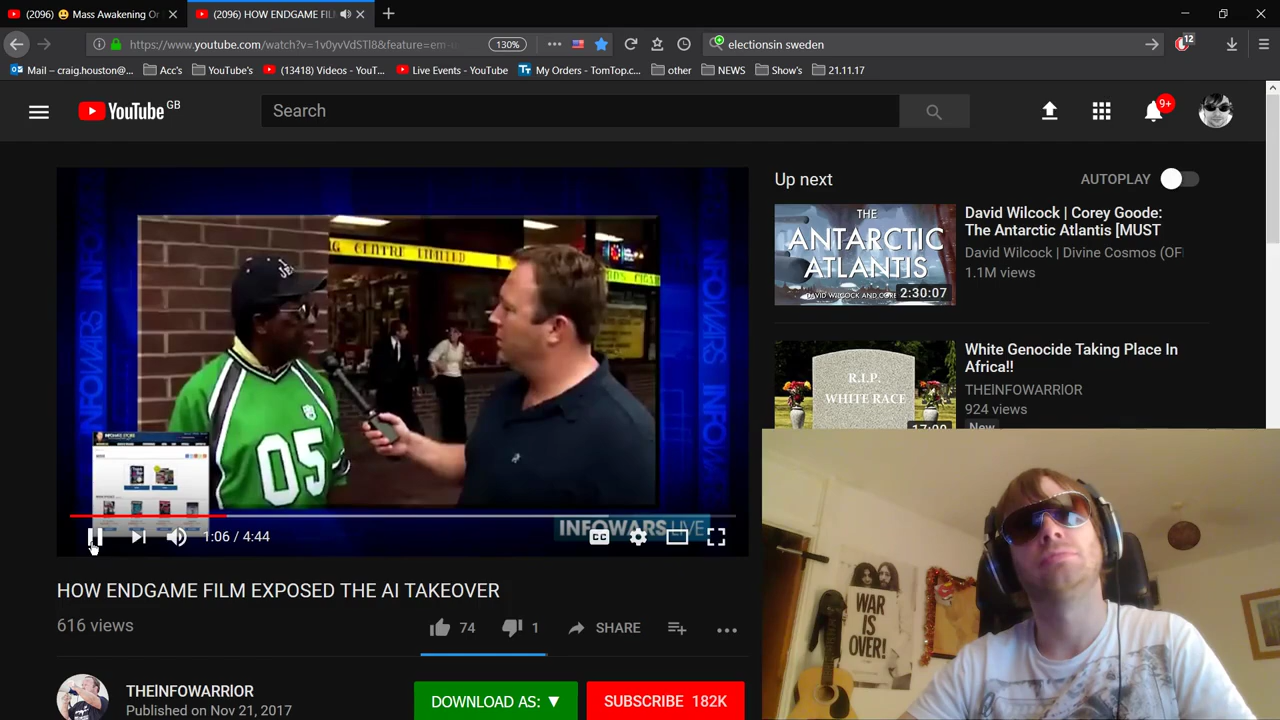 (2096) 😃 Mass Awakening Or
(2096) HOW ENDGAME FIL
https://www.youtube.com/watch?v=1v0yvVdSTl8&feature=em-u
130%
electionsin sweden
12
Mail – craig.houston@...
Acc's
YouTube's
(13418) Videos - YouT...
Live Events - YouTube
My Orders - TomTop.c...
other
NEWS
Show's
21.11.17
YouTube GB
Search
9+
G CENTRE LIMITED
INFOWARS
INFOWARS
05
INFOWARS LIVE
1:06 / 4:44
CC
HOW ENDGAME FILM EXPOSED THE AI TAKEOVER
616 views
74
1
SHARE
THEINFOWARRIOR
Published on Nov 21, 2017
DOWNLOAD AS: ▼
SUBSCRIBE 182K
Up next
AUTOPLAY
THE
ANTARCTIC
ATLANTIS
DAVID WILCOCK AND CORE
2:30:07
David Wilcock | Corey Goode:
The Antarctic Atlantis [MUST
David Wilcock | Divine Cosmos (OF
1.1M views
R.I.P.
WHITE RACE
White Genocide Taking Place In
Africa!!
THEINFOWARRIOR
924 views
New
WAR
IS
OVER!